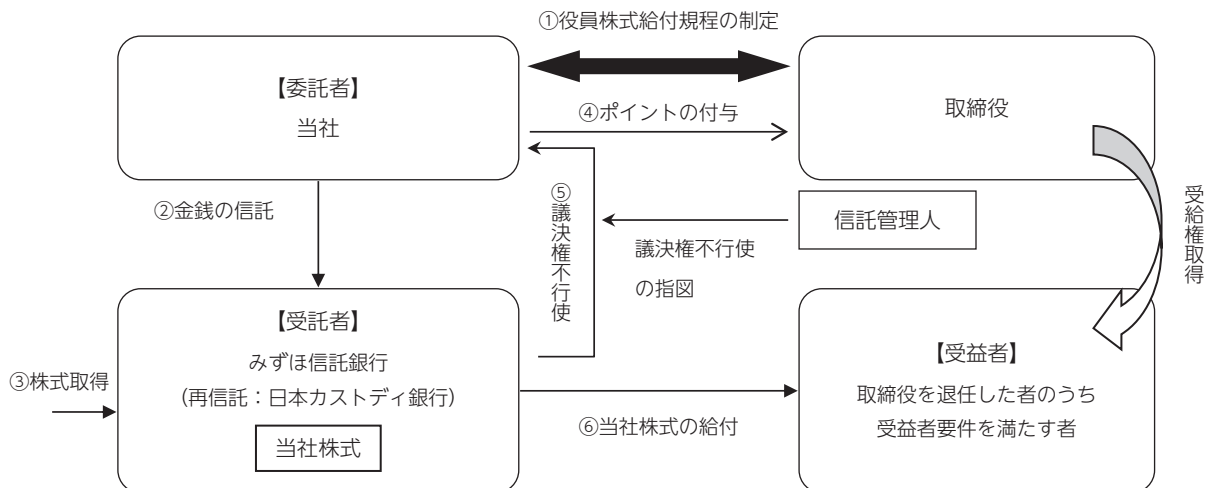 ①役員株式給付規程の制定
【委託者】
当社
④ポイントの付与
取締役
②金銭の信託
⑤議決権不行使
信託管理人
議決権不行使
の指図
受給権取得
【受託者】
みずほ信託銀行
(再信託：日本カストディ銀行)
当社株式
③株式取得
⑥当社株式の給付
【受益者】
取締役を退任した者のうち
受益者要件を満たす者